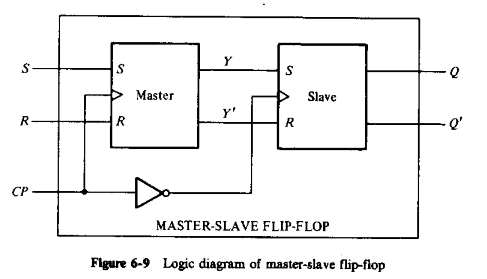 S
R
CP
S
Master
R
Y
Y'
S
Slave
R
Q
Q'
MASTER-SLAVE FLIP-FLOP
Figure 6-9 Logic diagram of master-slave flip-flop